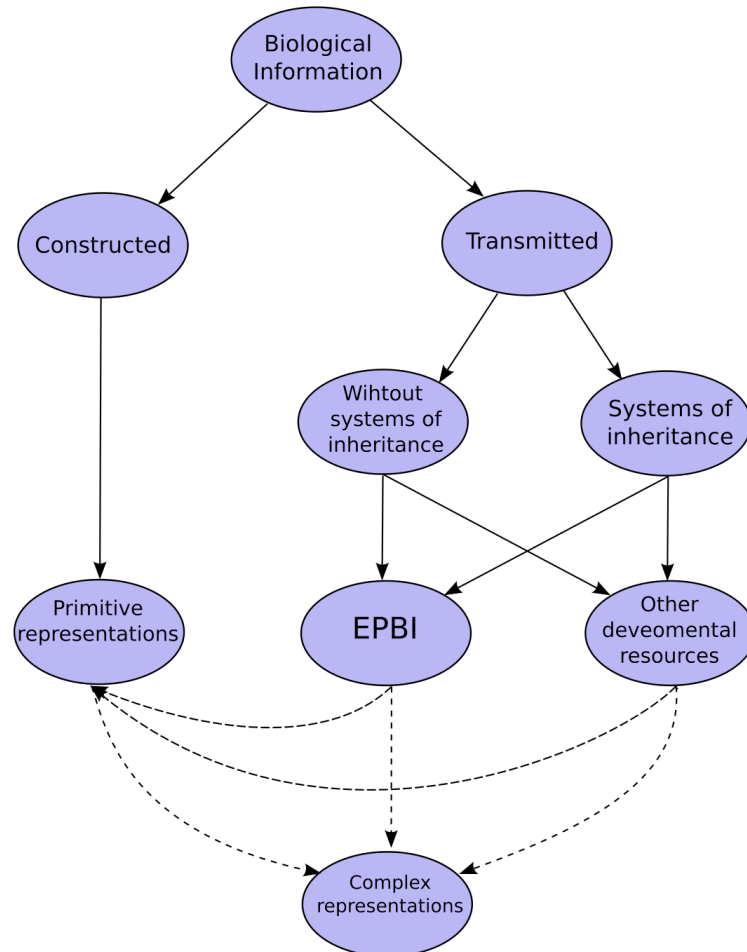 Biological
Information
Constructed
Transmitted
Wihtout
systems of
inheritance
Systems of
inheritance
Primitive
representations
EPBI
Other
deveomental
resources
Complex
representations